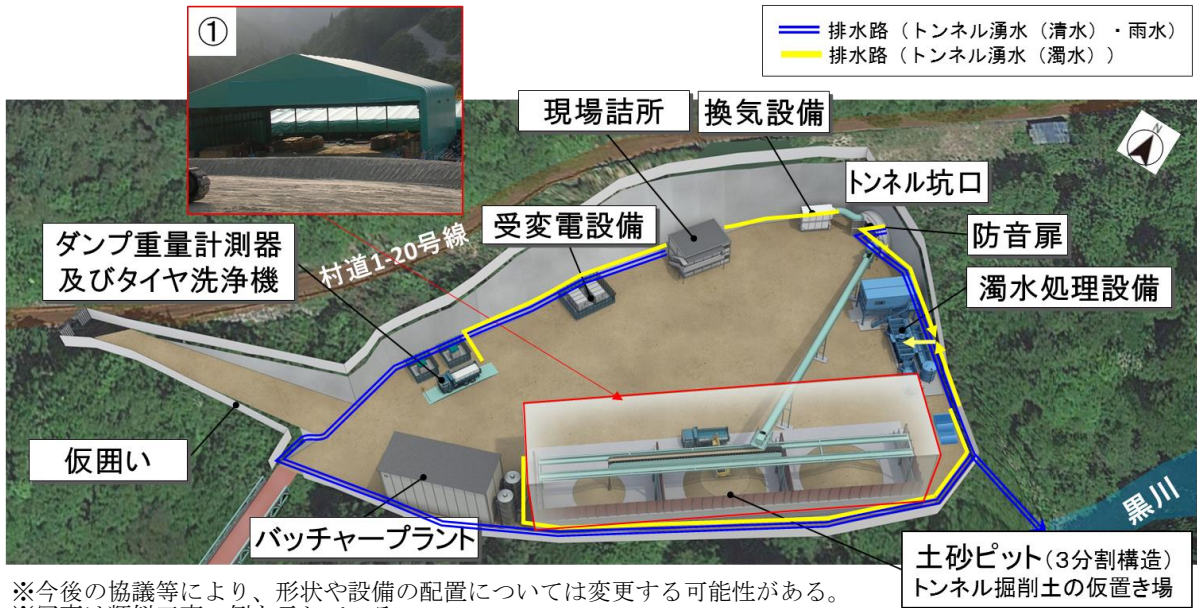 ①
排水路（トンネル湧水（清水）・雨水）
排水路（トンネル湧水（濁水））
N
現場詰所
換気設備
トンネル坑口
防音扉
濁水処理設備
受変電設備
村道1-20号線
ダンプ重量計測器
及びタイヤ洗浄機
仮囲い
バッチャープラント
黒川
土砂ピット（3分割構造）
トンネル掘削土の仮置き場
※今後の協議等により、形状や設備の配置については変更する可能性がある。